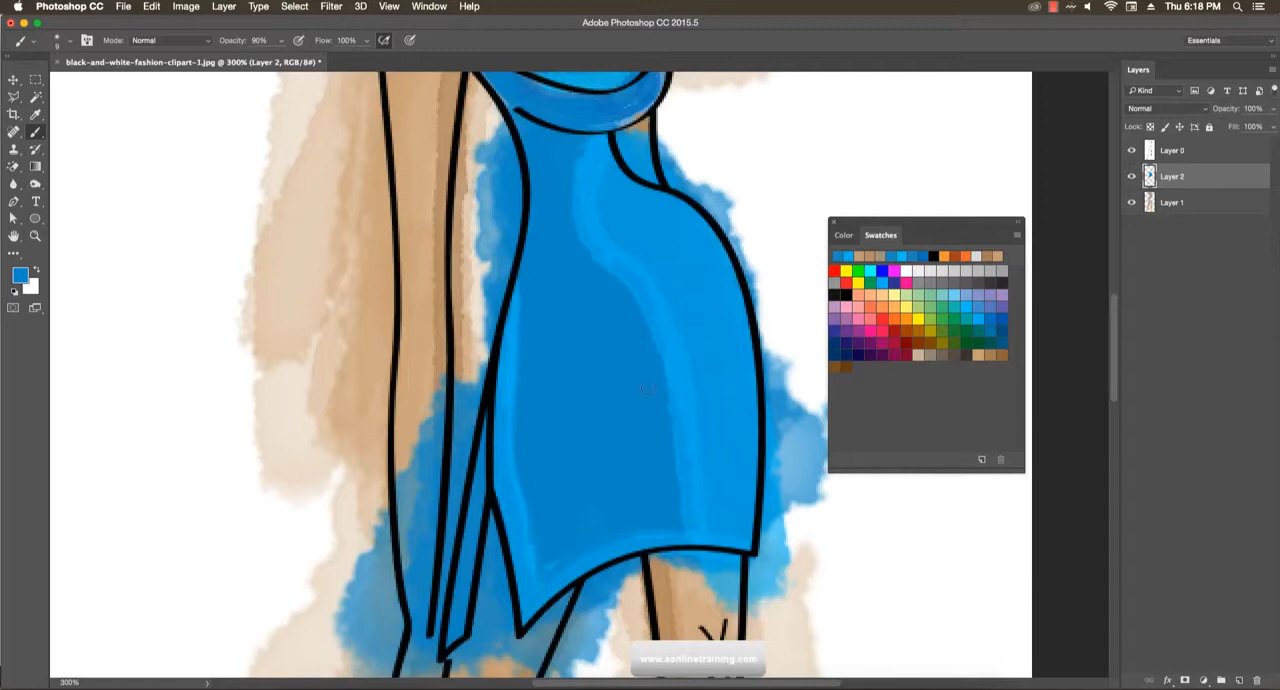 Photoshop CC File Edit Image Layer Type Select Filter 3D View Window Help Thu 6:18 PM
Adobe Photoshop CC 2015.5
9 Mode: Normal Opacity: 90% Flow: 100% Essentials
black-and-white-fashion-clipart-1.jpg @ 300% (Layer 2, RGB/8#) *
Layers
Kind
Normal Opacity: 100%
Lock: Fill: 100%
Layer 0
Layer 2
Layer 1
Color Swatches
www.xonlinetraining.com
300%